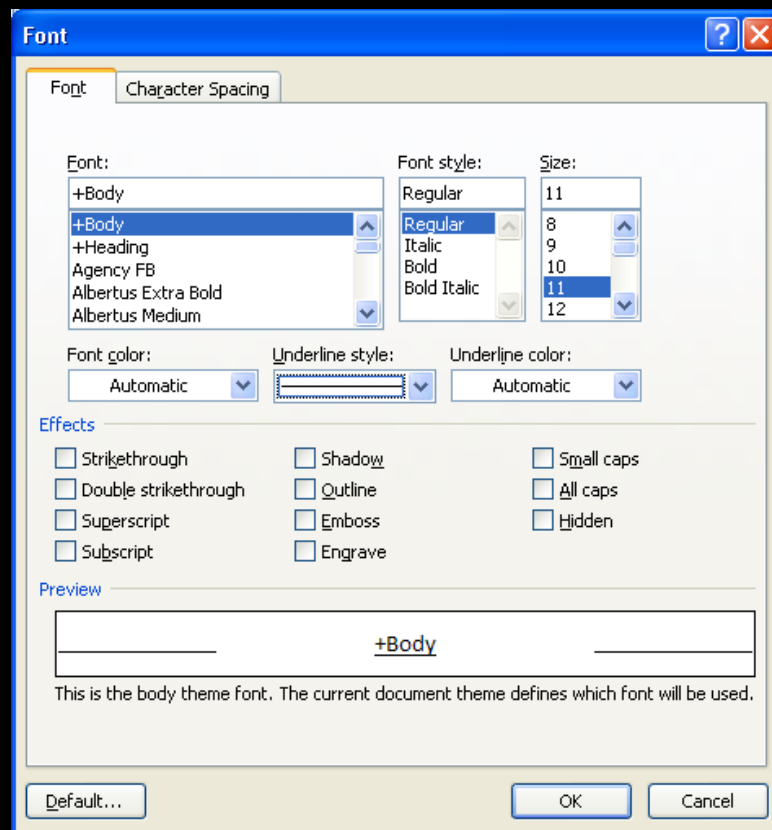 Font
Font Character Spacing
Font: Font style: Size:
+Body Regular 11
+Body Regular 8
+Heading Italic 9
Agency FB Bold 10
Albertus Extra Bold Bold Italic 11
Albertus Medium 12
Font color: Underline style: Underline color:
Automatic Automatic
Effects
Strikethrough Shadow Small caps
Double strikethrough Outline All caps
Superscript Emboss Hidden
Subscript Engrave
Preview
+Body
This is the body theme font. The current document theme defines which font will be used.
Default... OK Cancel